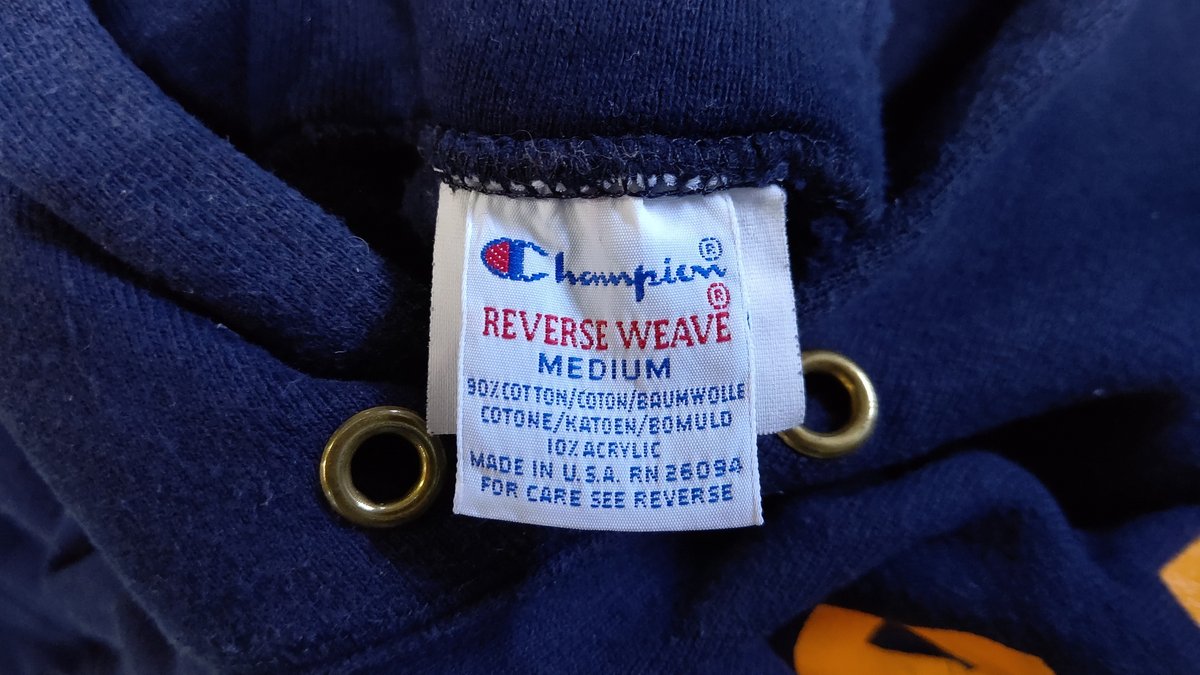 Champion®
REVERSE WEAVE®
MEDIUM
90% COTTON/COTON/BAUMWOLLE
COTONE/KATOEN/BOMULD
10% ACRYLIC
MADE IN U.S.A. RN 26094
FOR CARE SEE REVERSE